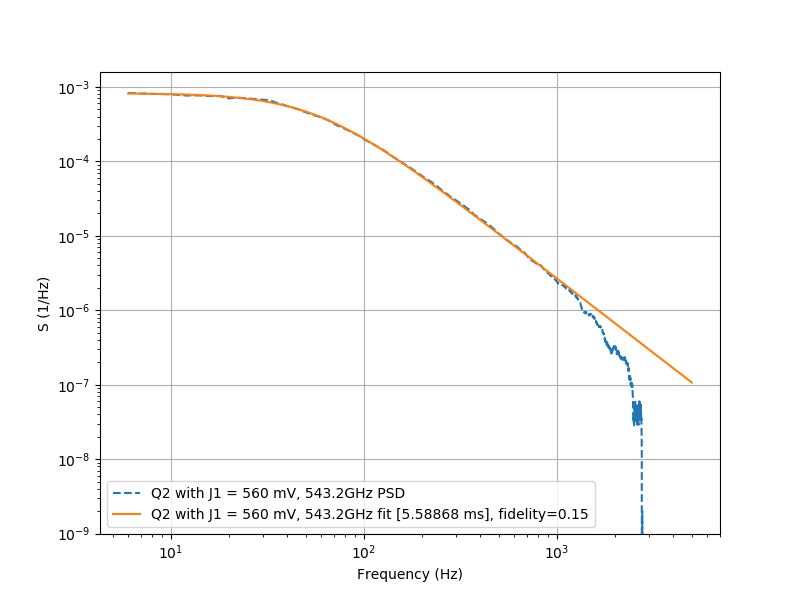 10⁻³
10⁻⁴
10⁻⁵
10⁻⁶
10⁻⁷
10⁻⁸
10⁻⁹
S (1/Hz)
Q2 with J1 = 560 mV, 543.2GHz PSD
Q2 with J1 = 560 mV, 543.2GHz fit [5.58868 ms], fidelity=0.15
10¹ 10² 10³
Frequency (Hz)